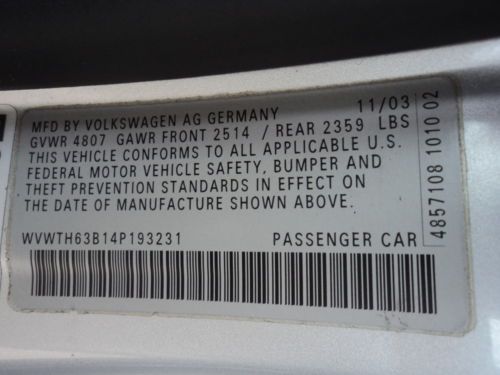 MFD BY VOLKSWAGEN AG GERMANY 11/03
GVWR 4807 GAWR FRONT 2514 / REAR 2359 LBS
THIS VEHICLE CONFORMS TO ALL APPLICABLE U.S.
FEDERAL MOTOR VEHICLE SAFETY, BUMPER AND
THEFT PREVENTION STANDARDS IN EFFECT ON
THE DATE OF MANUFACTURE SHOWN ABOVE.
WVWTH63B14P193231 PASSENGER CAR
4857108 1010 02